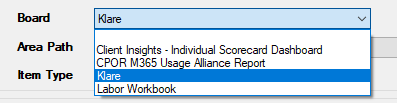 Board Klare
Client Insights - Individual Scorecard Dashboard
Area Path
CPOR M365 Usage Alliance Report
Item Type Klare
Labor Workbook